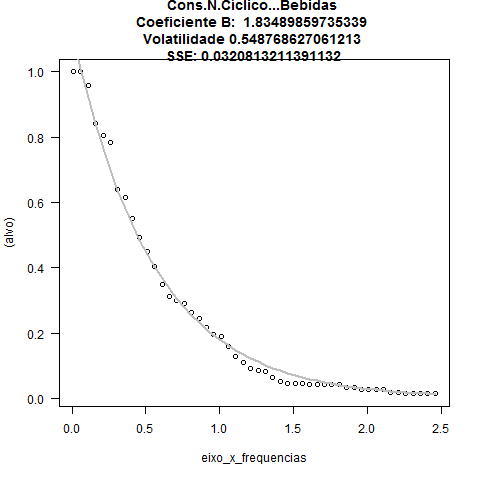 Cons.N.Ciclico...Bebidas
Coeficiente B:  1.83489859735339
Volatilidade 0.548768627061213
SSE: 0.0320813211391132
1.0
0.8
0.6
0.4
0.2
0.0
(alvo)
0.0 0.5 1.0 1.5 2.0 2.5
eixo_x_frequencias